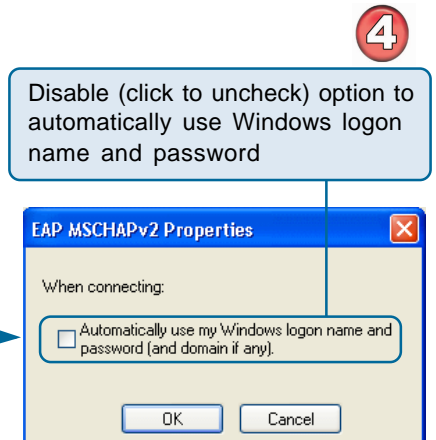 4
Disable (click to uncheck) option to
automatically use Windows logon
name and password
EAP MSCHAPv2 Properties
When connecting:
Automatically use my Windows logon name and
password (and domain if any).
OK
Cancel